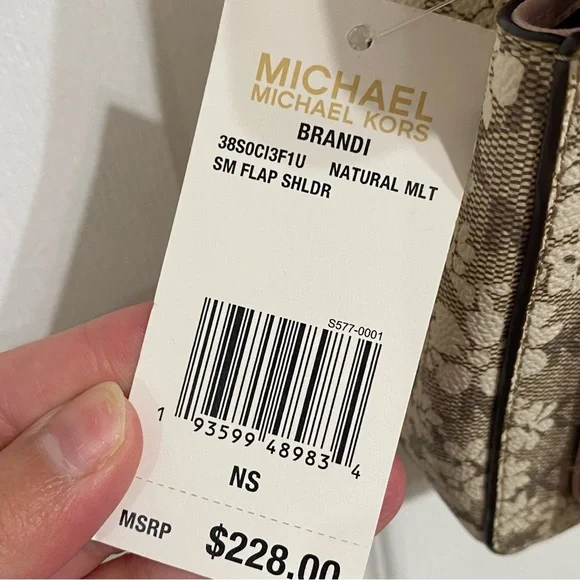 MICHAEL
MICHAEL KORS
BRANDI
38S0CI3F1U NATURAL MLT
SM FLAP SHLDR
S577-0001
1 93599 48983 4
NS
MSRP $228.00